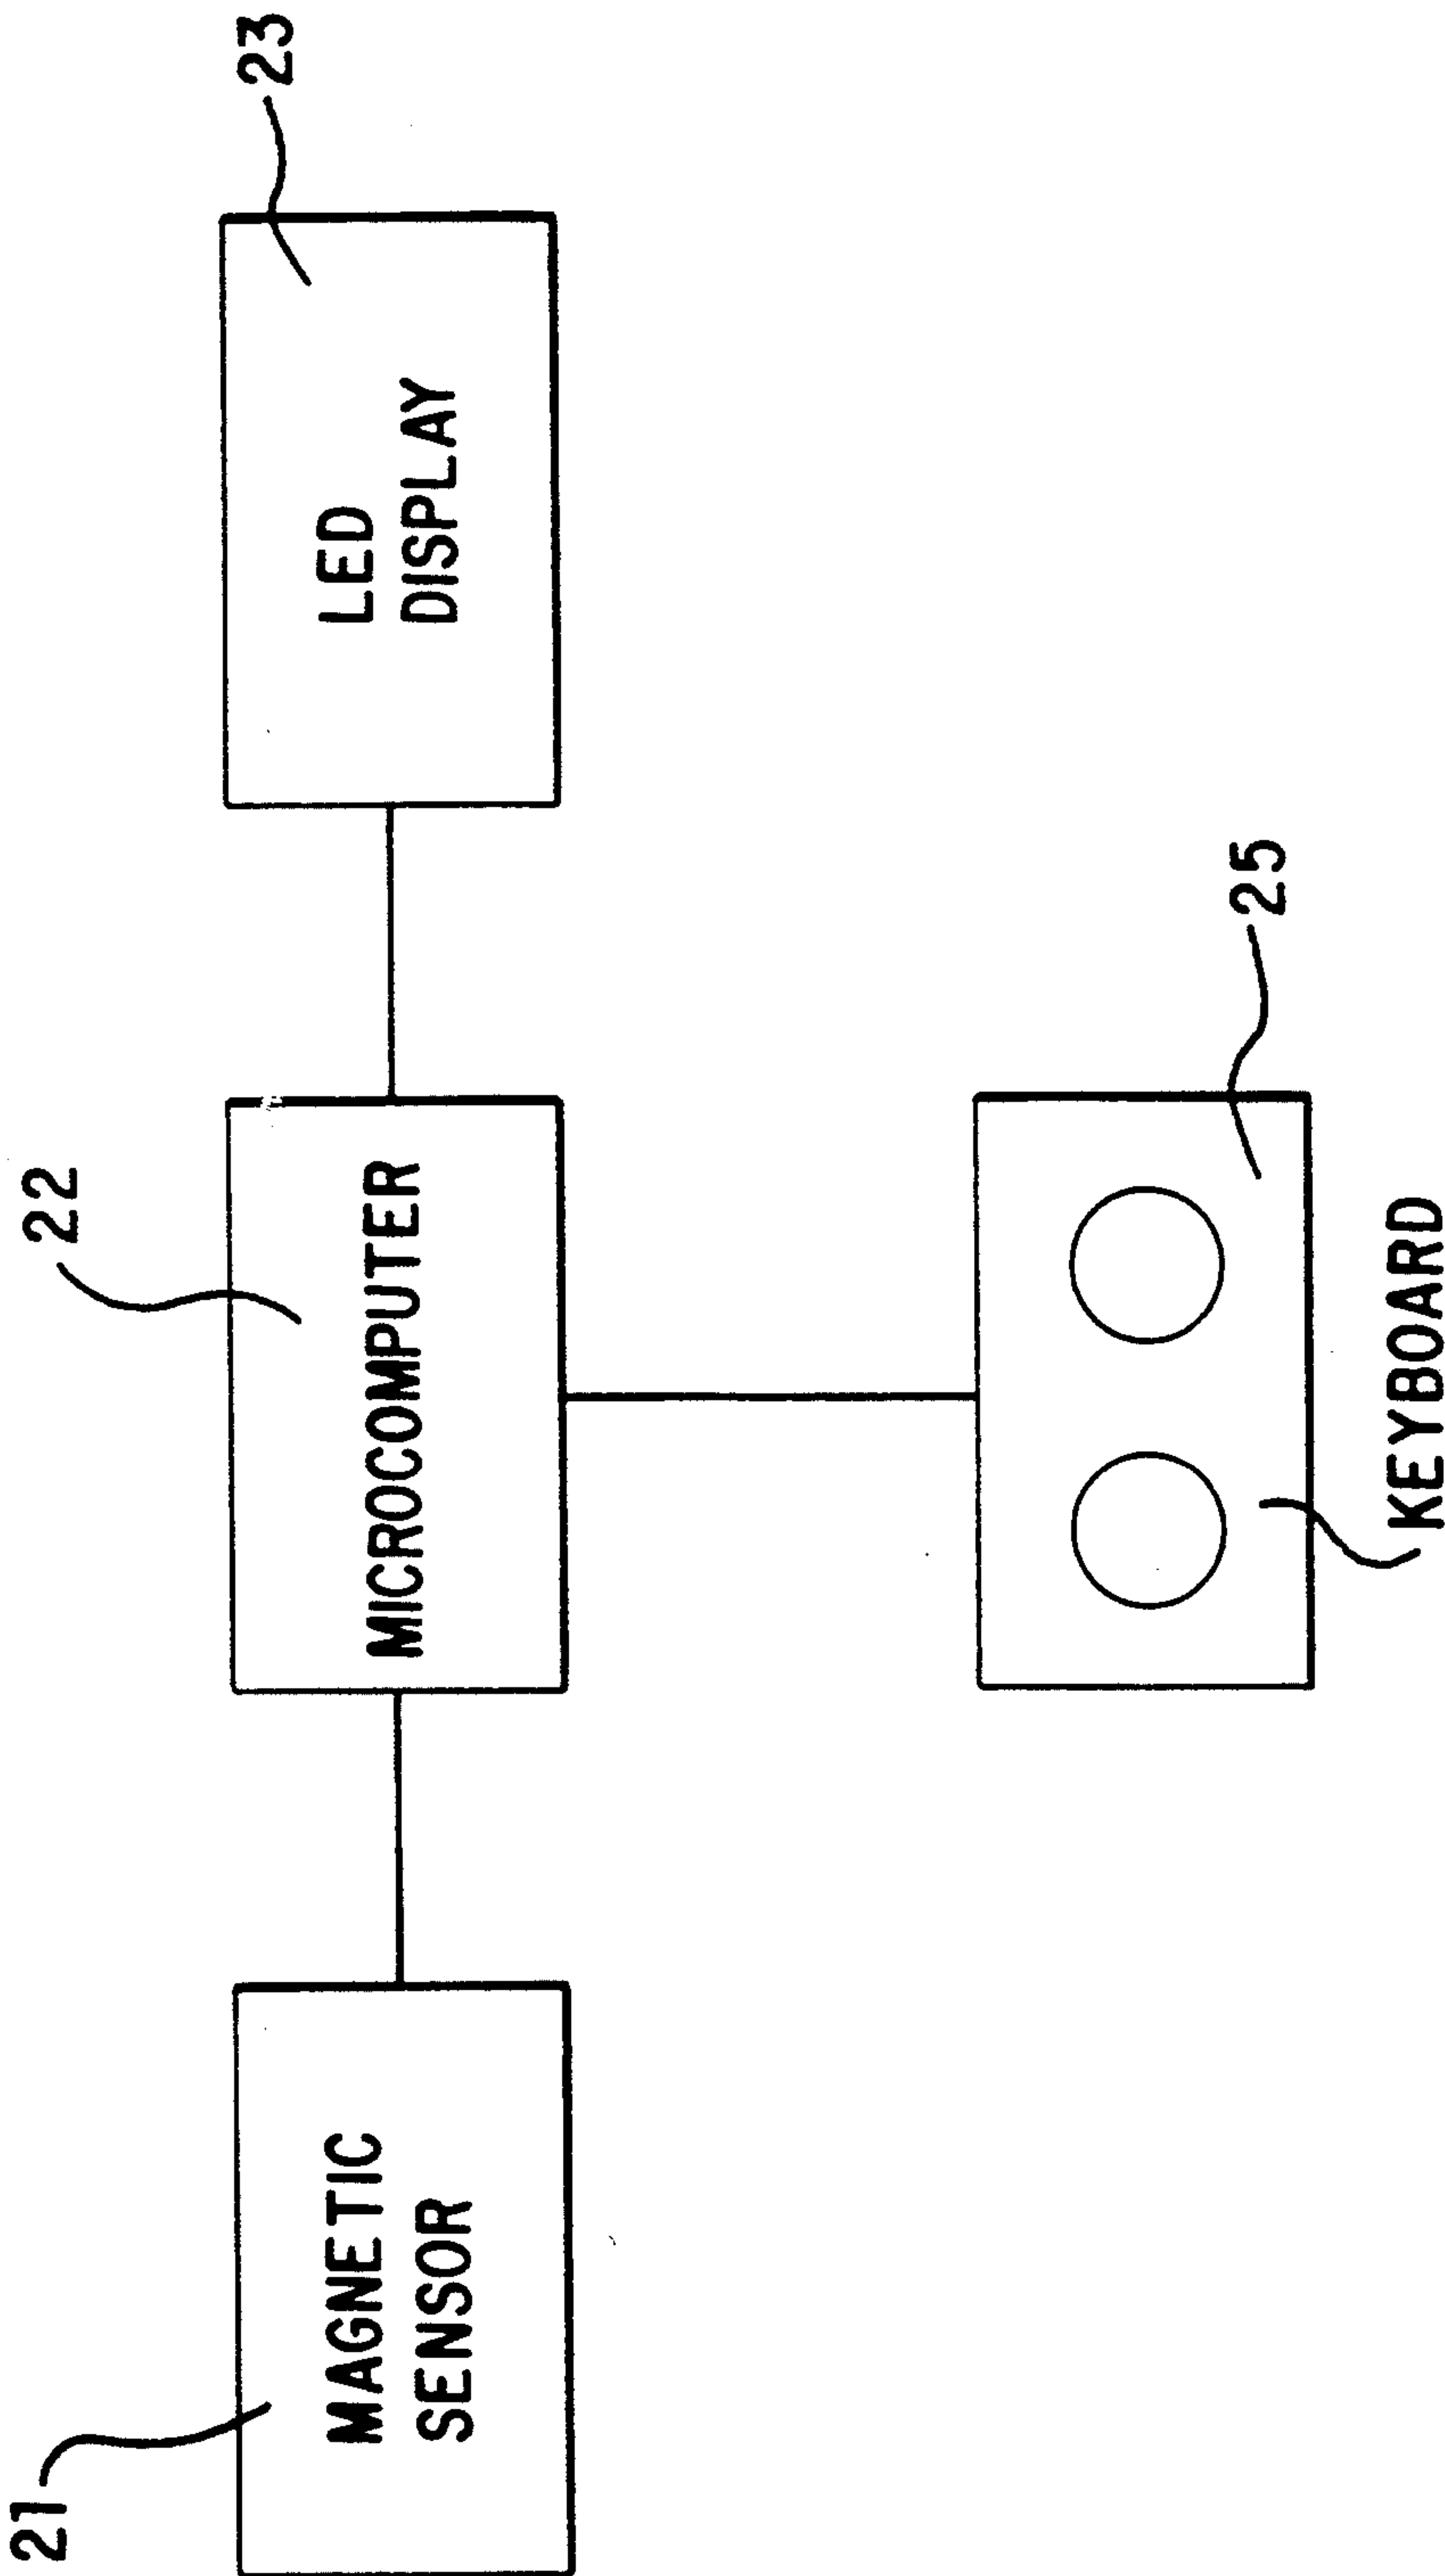 21
MAGNETIC
SENSOR
22
MICROCOMPUTER
23
LED
DISPLAY
25
KEYBOARD